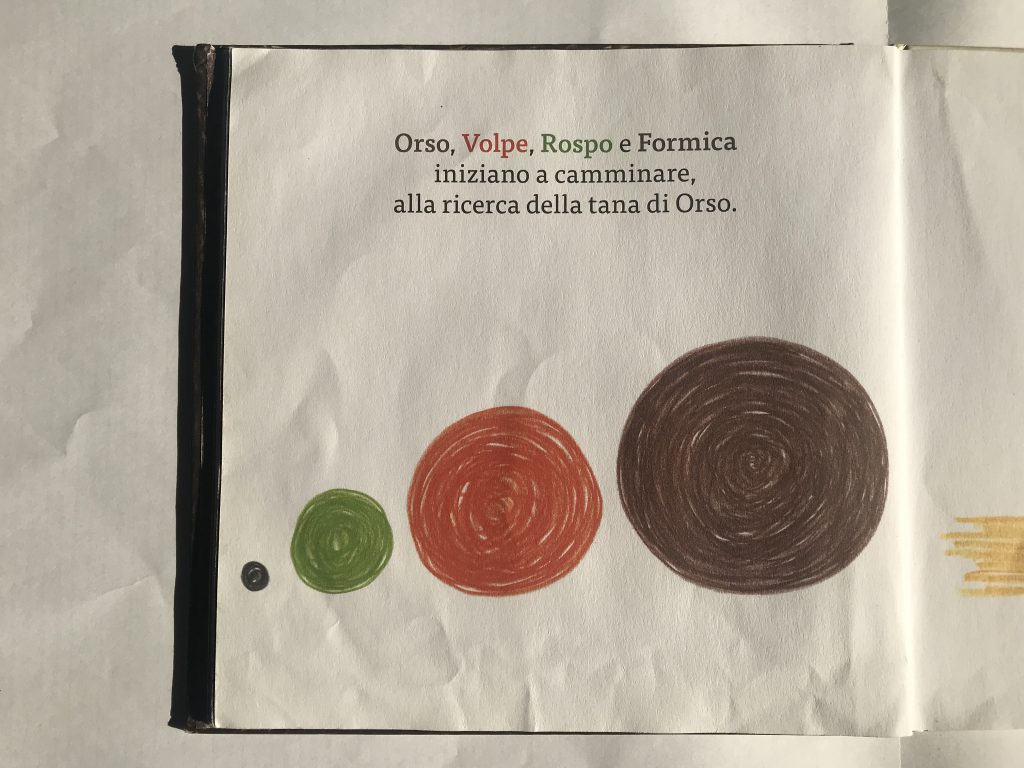 Orso, Volpe, Rospo e Formica
iniziano a camminare,
alla ricerca della tana di Orso.